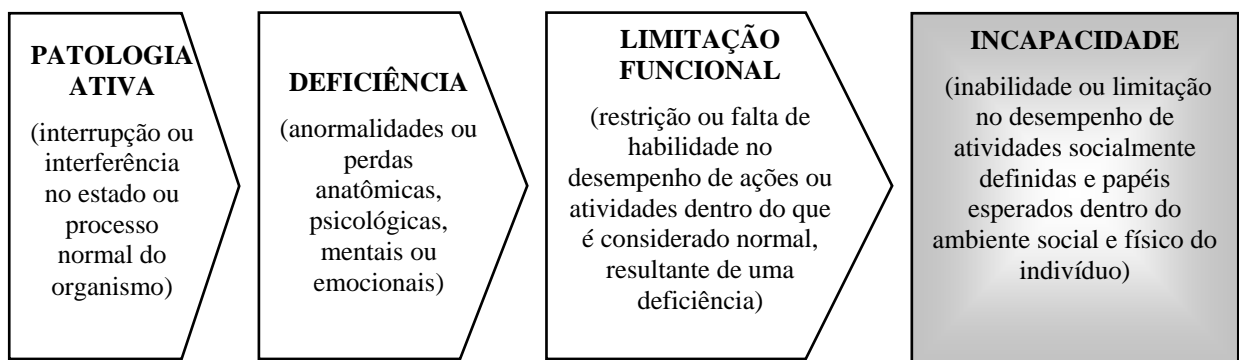 PATOLOGIA
ATIVA
(interrupção ou
interferência
no estado ou
processo
normal do
organismo)
DEFICIÊNCIA
(anormalidades ou
perdas
anatômicas,
psicológicas,
mentais ou
emocionais)
LIMITAÇÃO
FUNCIONAL
(restrição ou falta de
habilidade no
desempenho de ações ou
atividades dentro do que
é considerado normal,
resultante de uma
deficiência)
INCAPACIDADE
(inabilidade ou limitação
no desempenho de
atividades socialmente
definidas e papéis
esperados dentro do
ambiente social e físico do
indivíduo)